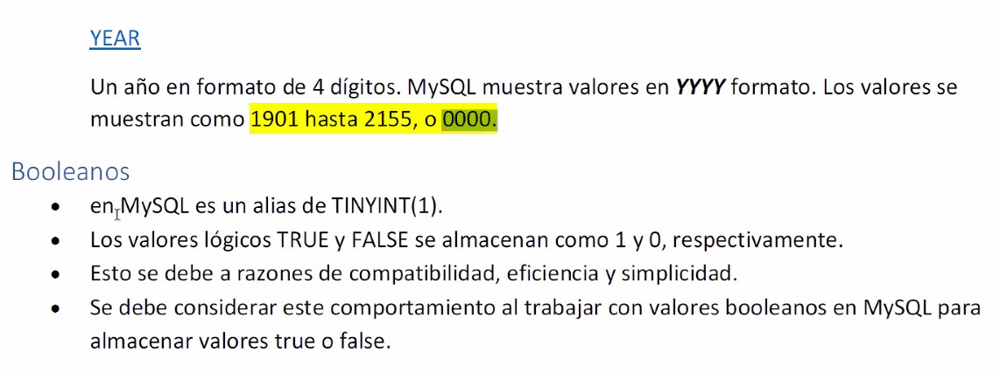 YEAR
Un año en formato de 4 dígitos. MySQL muestra valores en YYYY formato. Los valores se
muestran como 1901 hasta 2155, o 0000.
Booleanos
• en MySQL es un alias de TINYINT(1).
• Los valores lógicos TRUE y FALSE se almacenan como 1 y 0, respectivamente.
• Esto se debe a razones de compatibilidad, eficiencia y simplicidad.
• Se debe considerar este comportamiento al trabajar con valores booleanos en MySQL para
almacenar valores true o false.